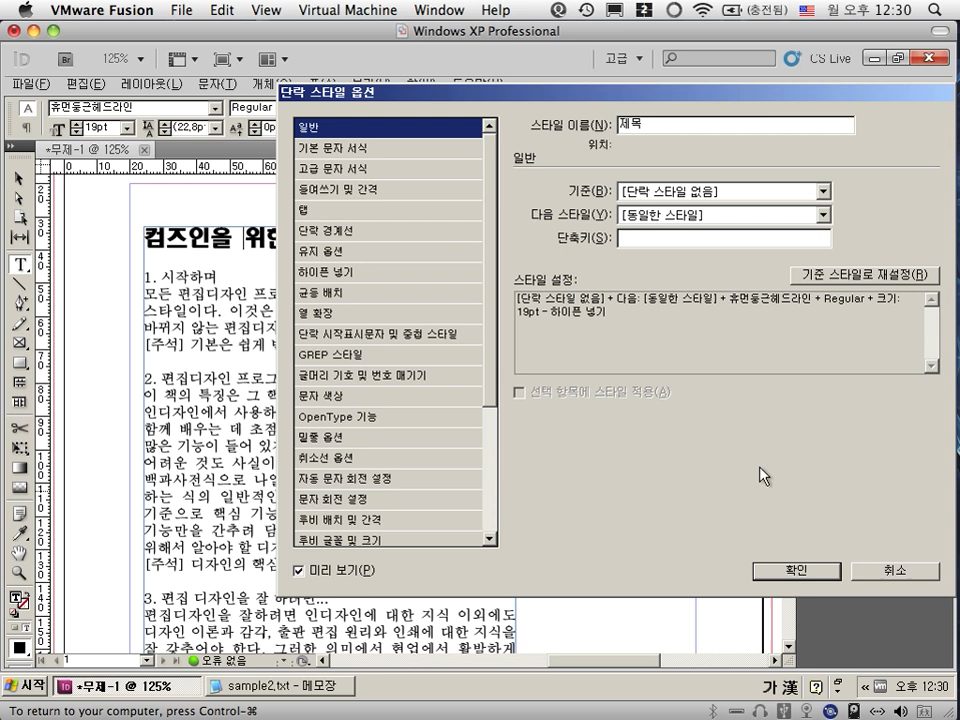 VMware Fusion File Edit View Virtual Machine Window Help (충전됨) 월 오후 12:30
Windows XP Professional
Br 125% 고급 CS Live
파일(F) 편집(E) 레이아웃(L) 문자(T) 개체
단락 스타일 옵션
A 휴먼둥근헤드라인 Regular
19pt (22,8p 0p
*무제-1 @ 125%
0 10 20 30 40 50 60
일반
기본 문자 서식
고급 문자 서식
들여쓰기 및 간격
탭
단락 경계선
유지 옵션
하이픈 넣기
균등 배치
열 확장
단락 시작표시문자 및 중첩 스타일
GREP 스타일
글머리 기호 및 번호 매기기
문자 색상
OpenType 기능
밑줄 옵션
취소선 옵션
자동 문자 회전 설정
문자 회전 설정
루비 배치 및 간격
루비 글꼴 및 크기
미리 보기(P)
스타일 이름(N): 제목
위치:
일반
기준(B): [단락 스타일 없음]
다음 스타일(Y): [동일한 스타일]
단축키(S):
기준 스타일로 재설정(R)
스타일 설정:
[단락 스타일 없음] + 다음: [동일한 스타일] + 휴먼둥근헤드라인 + Regular + 크기:
19pt - 하이픈 넣기
선택 항목에 스타일 적용(A)
확인 취소
컴즈인을 위한
1. 시작하며
모든 편집디자인 프로
스타일이다. 이것은
바뀌지 않는 편집디자
[주석] 기본은 쉽게
2. 편집디자인 프로그
이 책의 특징은 그 핵
인디자인에서 사용하
함께 배우는 데 초점
많은 기능이 들어 있
어려운 것도 사실이
백과사전식으로 나열
하는 식의 일반적인
기준으로 핵심 기능
기능만을 간추려 담
위해서 알아야 할 디
[주석] 디자인의 핵심
3. 편집 디자인을 잘 하려면...
편집디자인을 잘하려면 인디자인에 대한 지식 이외에도
디자인 이론과 감각, 출판 편집 원리와 인쇄에 대한 지식을
잘 갖추어야 한다. 그러한 의미에서 현업에서 활발하게
1 오류 없음
시작 *무제-1 @ 125% sample2.txt - 메모장 가 漢 오후 12:30
To return to your computer, press Control-⌘